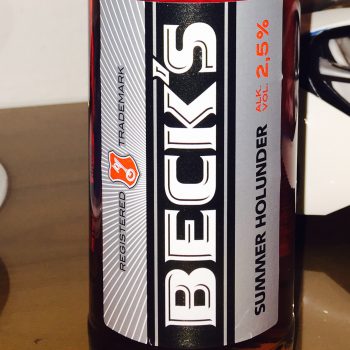 REGISTERED TRADEMARK
BECK'S
SUMMER HOLUNDER
ALK. VOL. 2,5%